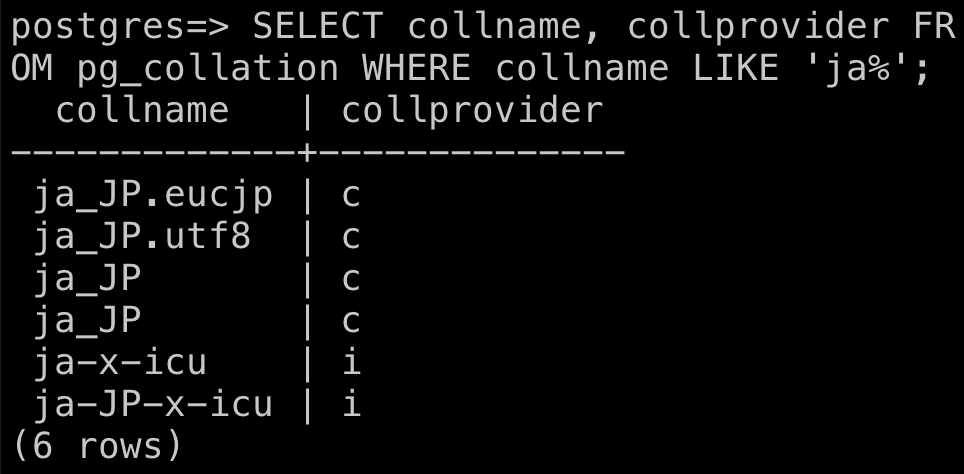 postgres=> SELECT collname, collprovider FR
OM pg_collation WHERE collname LIKE 'ja%';
  collname   | collprovider
-------------+--------------
 ja_JP.eucjp | c
 ja_JP.utf8  | c
 ja_JP       | c
 ja_JP       | c
 ja-x-icu    | i
 ja-JP-x-icu | i
(6 rows)